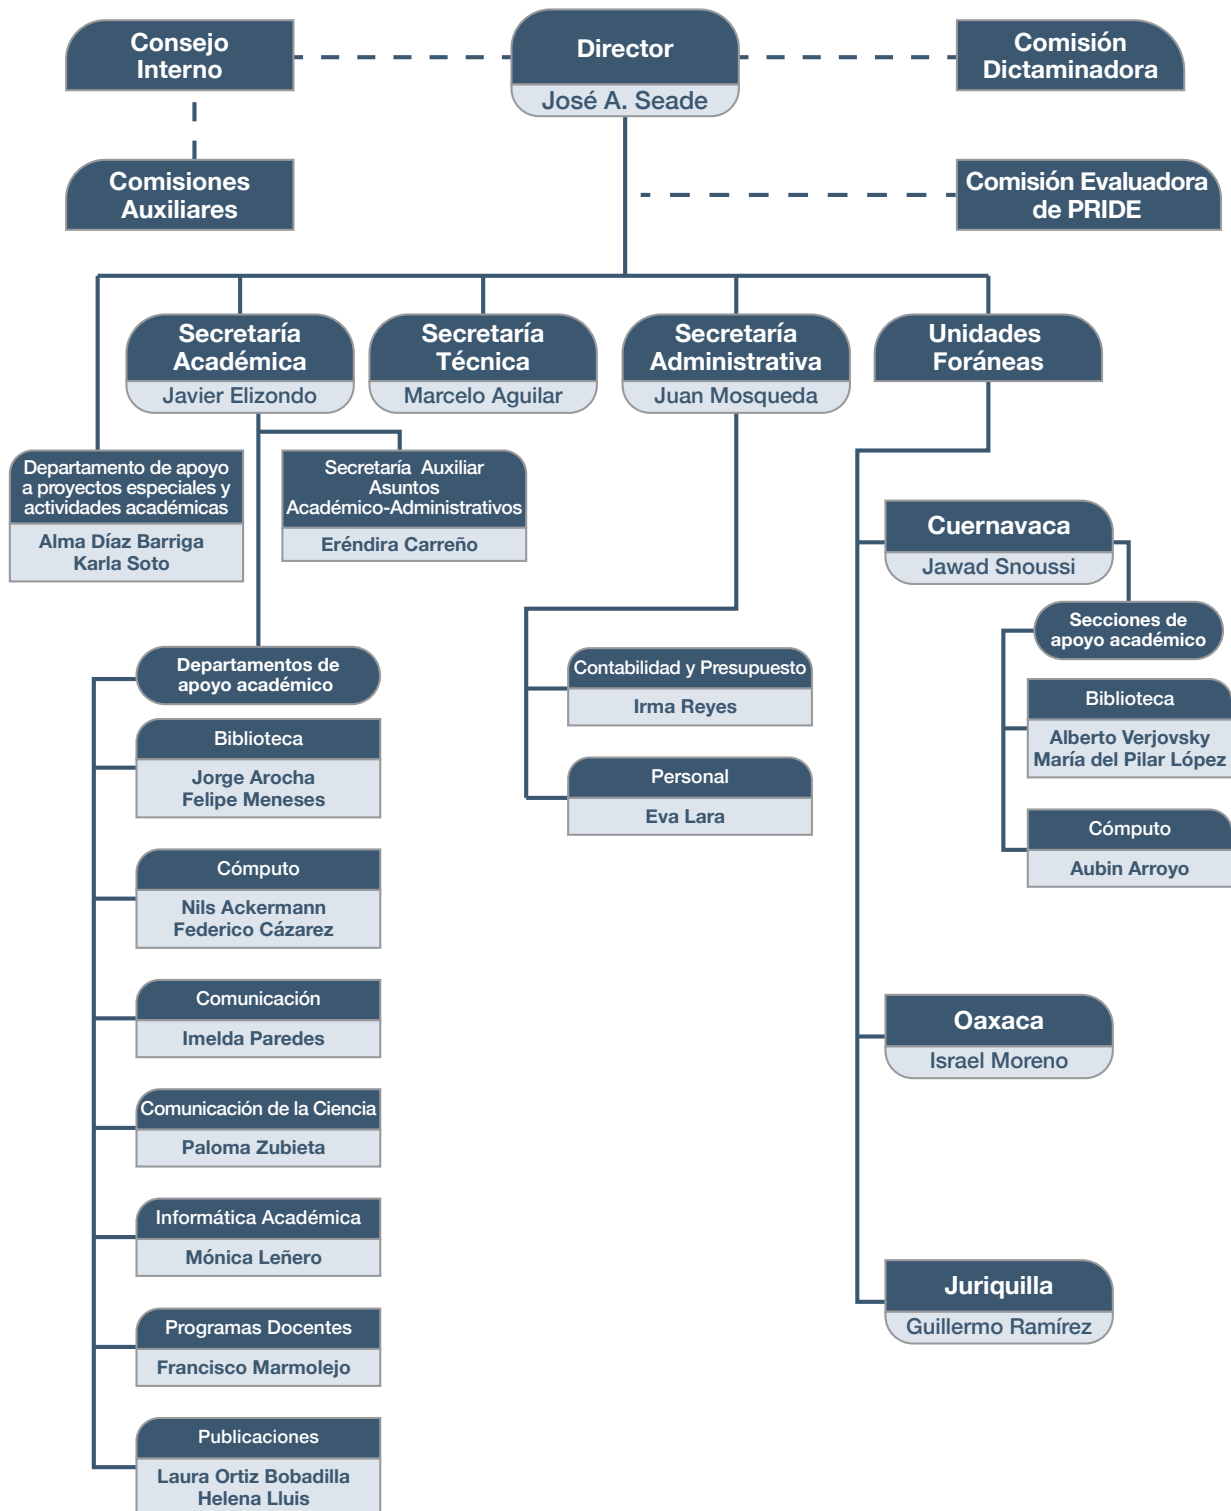 Consejo
Interno
Director
José A. Seade
Comisión
Dictaminadora
Comisiones
Auxiliares
Comisión Evaluadora
de PRIDE
Secretaría
Académica
Javier Elizondo
Secretaría
Técnica
Marcelo Aguilar
Secretaría
Administrativa
Juan Mosqueda
Unidades
Foráneas
Departamento de apoyo
a proyectos especiales y
actividades académicas
Alma Díaz Barriga
Karla Soto
Secretaría Auxiliar
Asuntos
Académico-Administrativos
Eréndira Carreño
Departamentos de
apoyo académico
Biblioteca
Jorge Arocha
Felipe Meneses
Cómputo
Nils Ackermann
Federico Cázarez
Comunicación
Imelda Paredes
Comunicación de la Ciencia
Paloma Zubieta
Informática Académica
Mónica Leñero
Programas Docentes
Francisco Marmolejo
Publicaciones
Laura Ortiz Bobadilla
Helena Lluis
Contabilidad y Presupuesto
Irma Reyes
Personal
Eva Lara
Cuernavaca
Jawad Snoussi
Secciones de
apoyo académico
Biblioteca
Alberto Verjovsky
María del Pilar López
Cómputo
Aubin Arroyo
Oaxaca
Israel Moreno
Juriquilla
Guillermo Ramírez